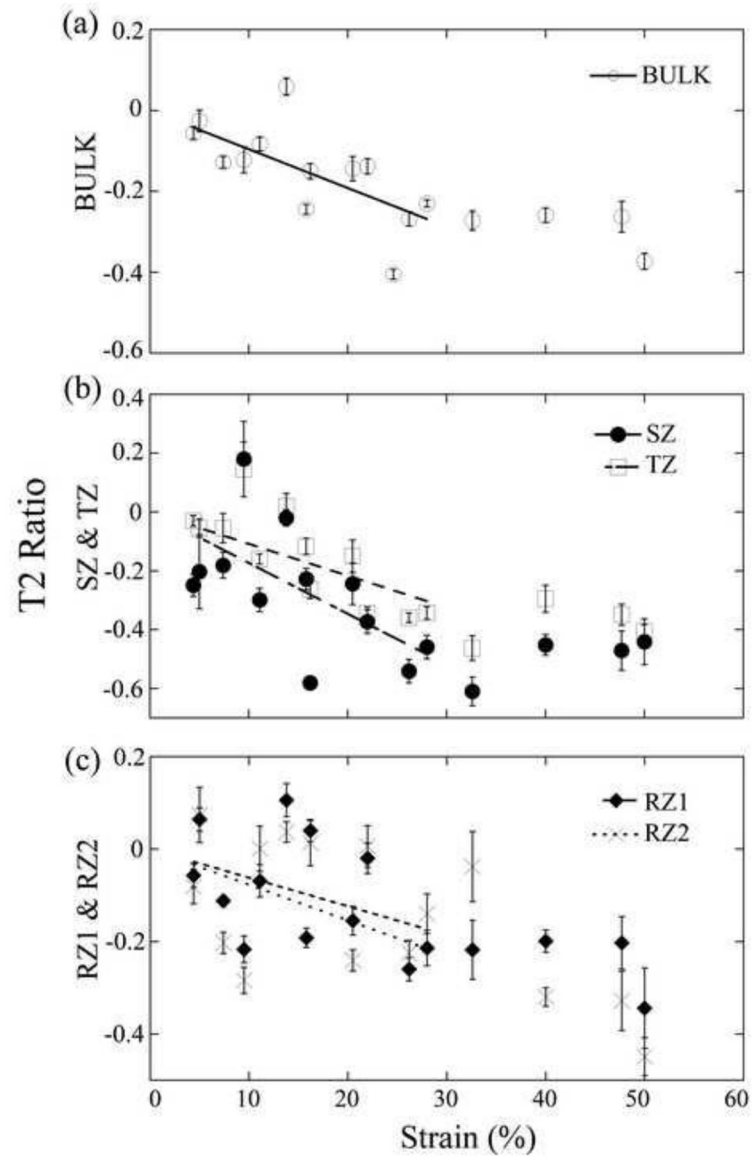 (a)
0.2
0
-0.2
-0.4
-0.6
BULK
BULK
(b)
0.4
0.2
0
-0.2
-0.4
-0.6
SZ & TZ
SZ
TZ
T2 Ratio
(c)
0.2
0
-0.2
-0.4
RZ1 & RZ2
RZ1
RZ2
0 10 20 30 40 50 60
Strain (%)